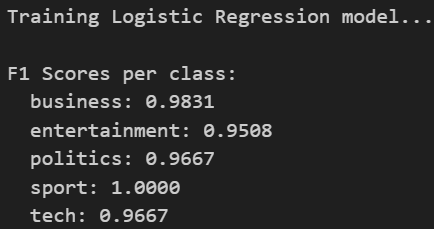 Training Logistic Regression model...
F1 Scores per class:
business: 0.9831
entertainment: 0.9508
politics: 0.9667
sport: 1.0000
tech: 0.9667